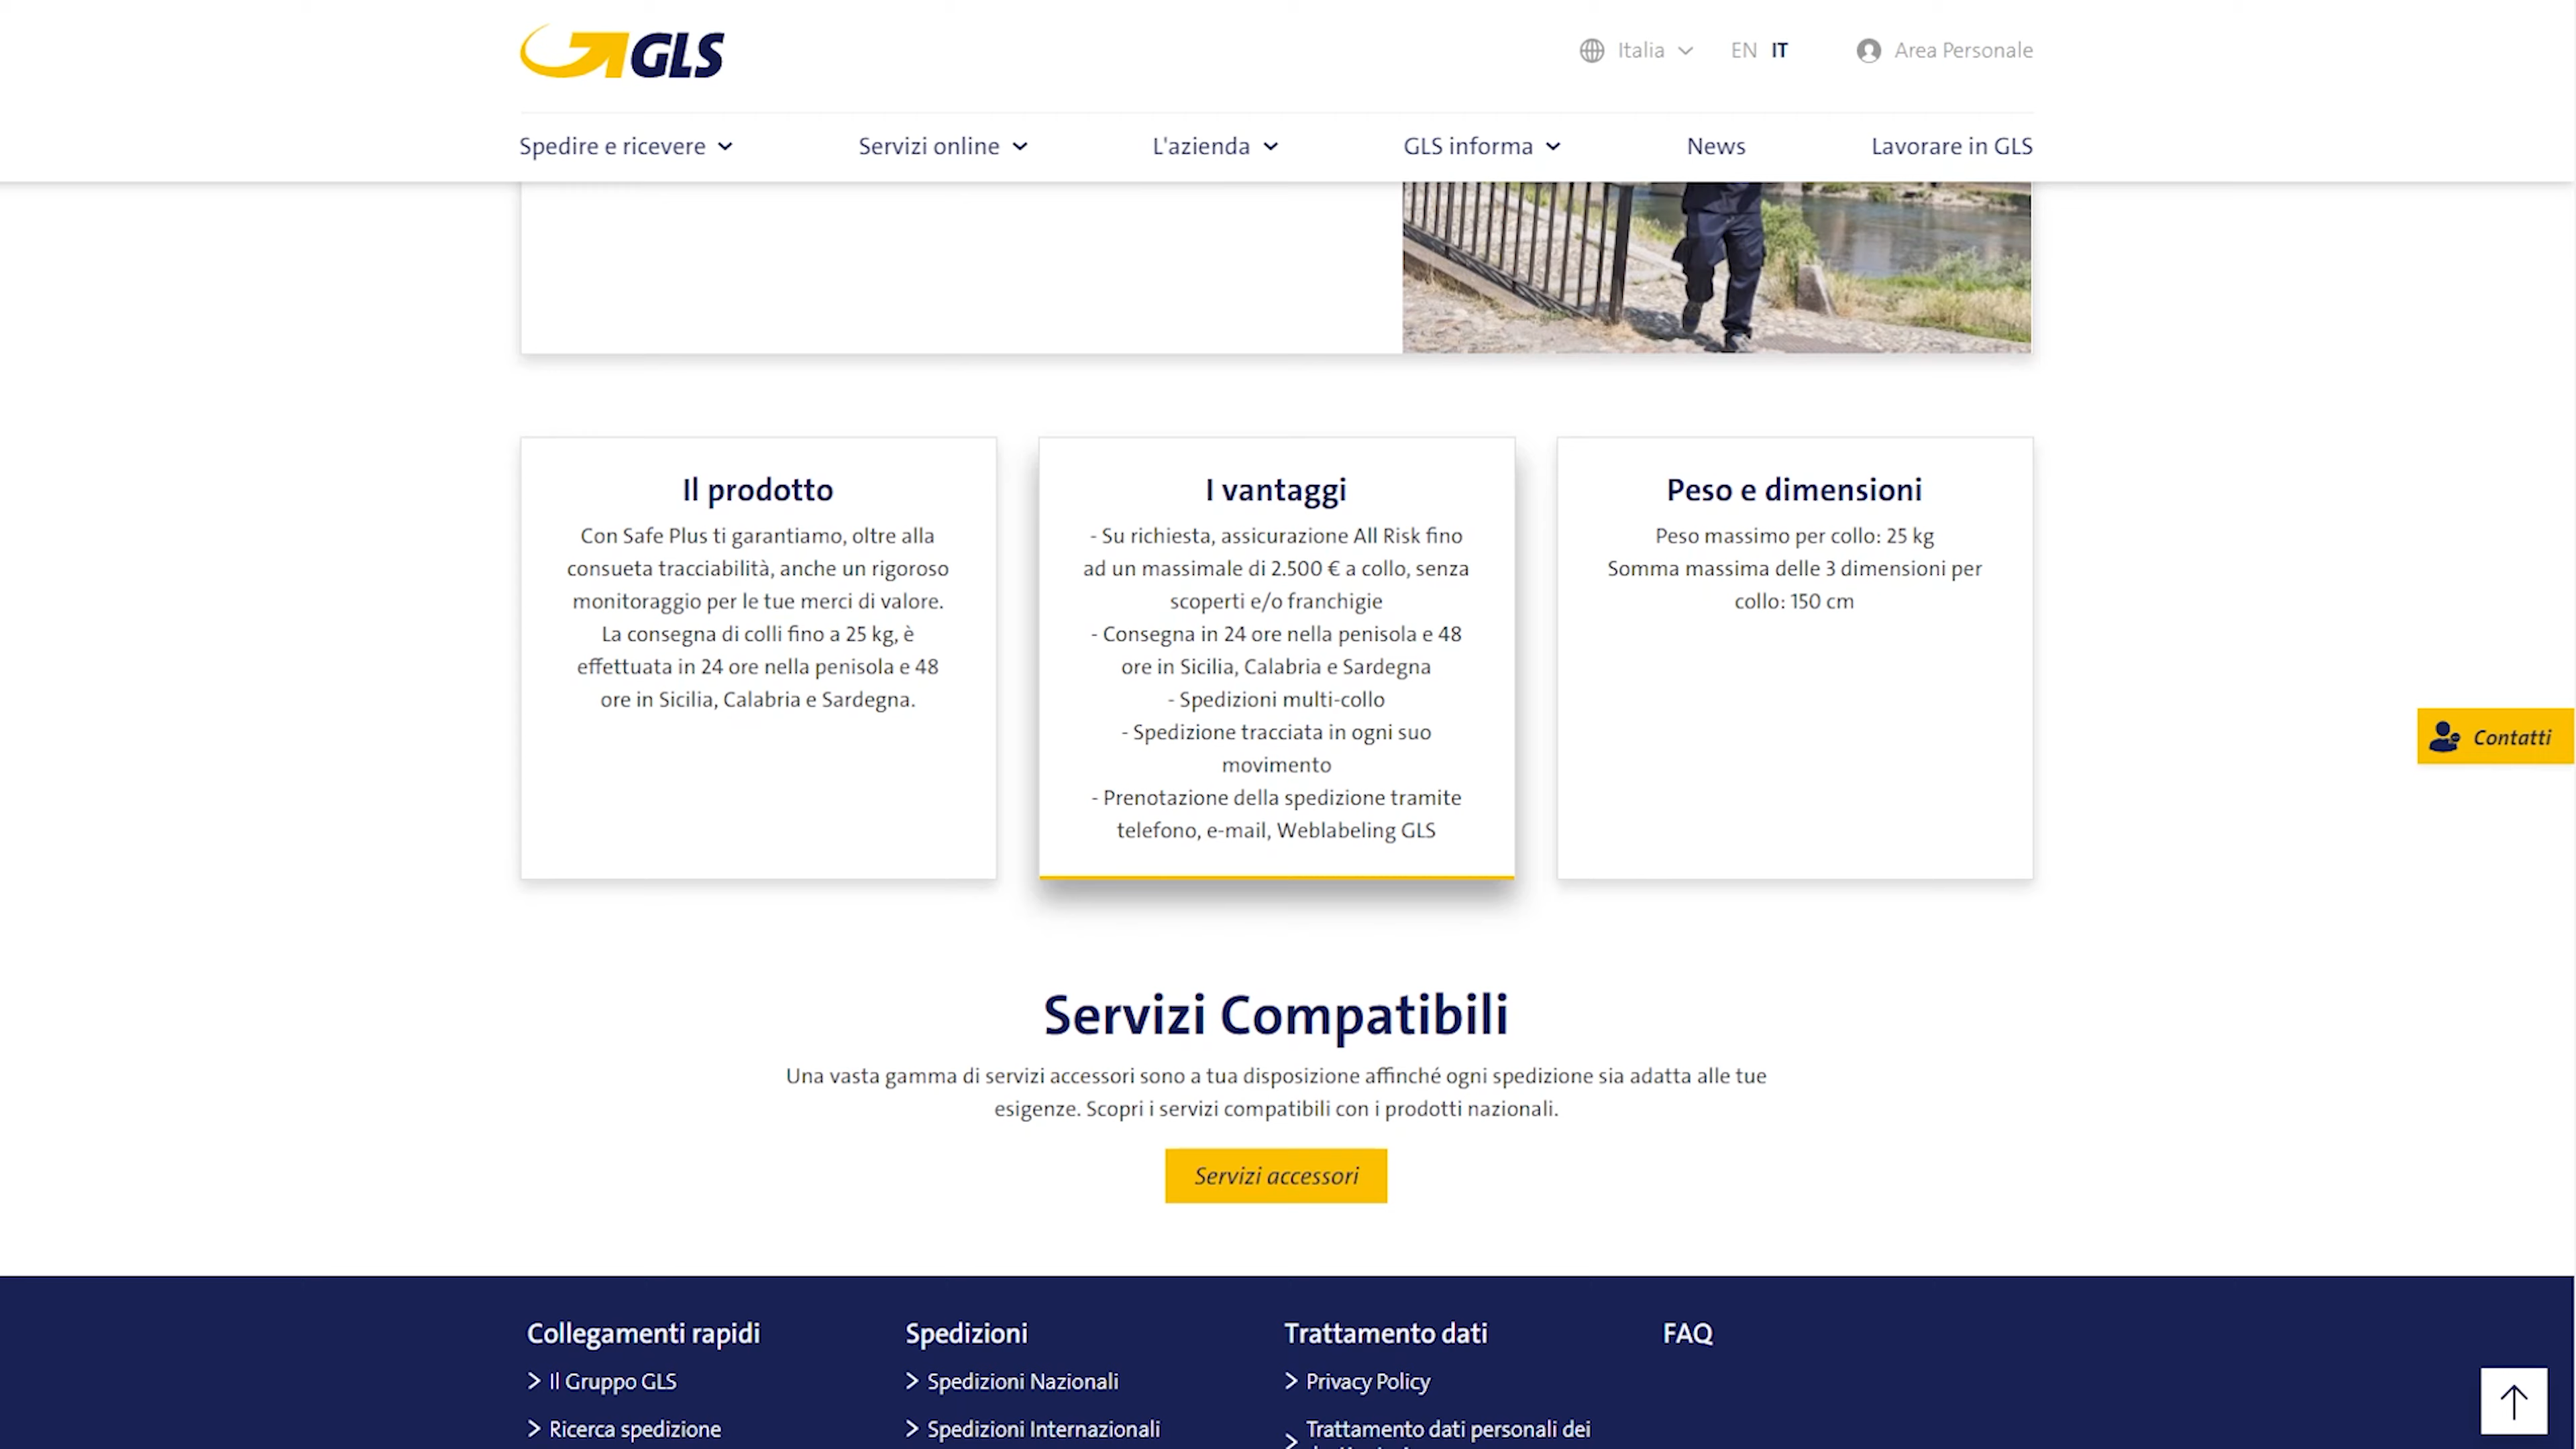 GLS
Italia
EN IT
Area Personale
Spedire e ricevere
Servizi online
L'azienda
GLS informa
News
Lavorare in GLS
Il prodotto
Con Safe Plus ti garantiamo, oltre alla
consueta tracciabilità, anche un rigoroso
monitoraggio per le tue merci di valore.
La consegna di colli fino a 25 kg, è
effettuata in 24 ore nella penisola e 48
ore in Sicilia, Calabria e Sardegna.
I vantaggi
- Su richiesta, assicurazione All Risk fino
ad un massimale di 2.500 € a collo, senza
scoperti e/o franchigie
- Consegna in 24 ore nella penisola e 48
ore in Sicilia, Calabria e Sardegna
- Spedizioni multi-collo
- Spedizione tracciata in ogni suo
movimento
- Prenotazione della spedizione tramite
telefono, e-mail, Weblabeling GLS
Peso e dimensioni
Peso massimo per collo: 25 kg
Somma massima delle 3 dimensioni per
collo: 150 cm
Contatti
Servizi Compatibili
Una vasta gamma di servizi accessori sono a tua disposizione affinché ogni spedizione sia adatta alle tue
esigenze. Scopri i servizi compatibili con i prodotti nazionali.
Servizi accessori
Collegamenti rapidi
Il Gruppo GLS
Ricerca spedizione
Spedizioni
Spedizioni Nazionali
Spedizioni Internazionali
Trattamento dati
Privacy Policy
Trattamento dati personali dei
FAQ